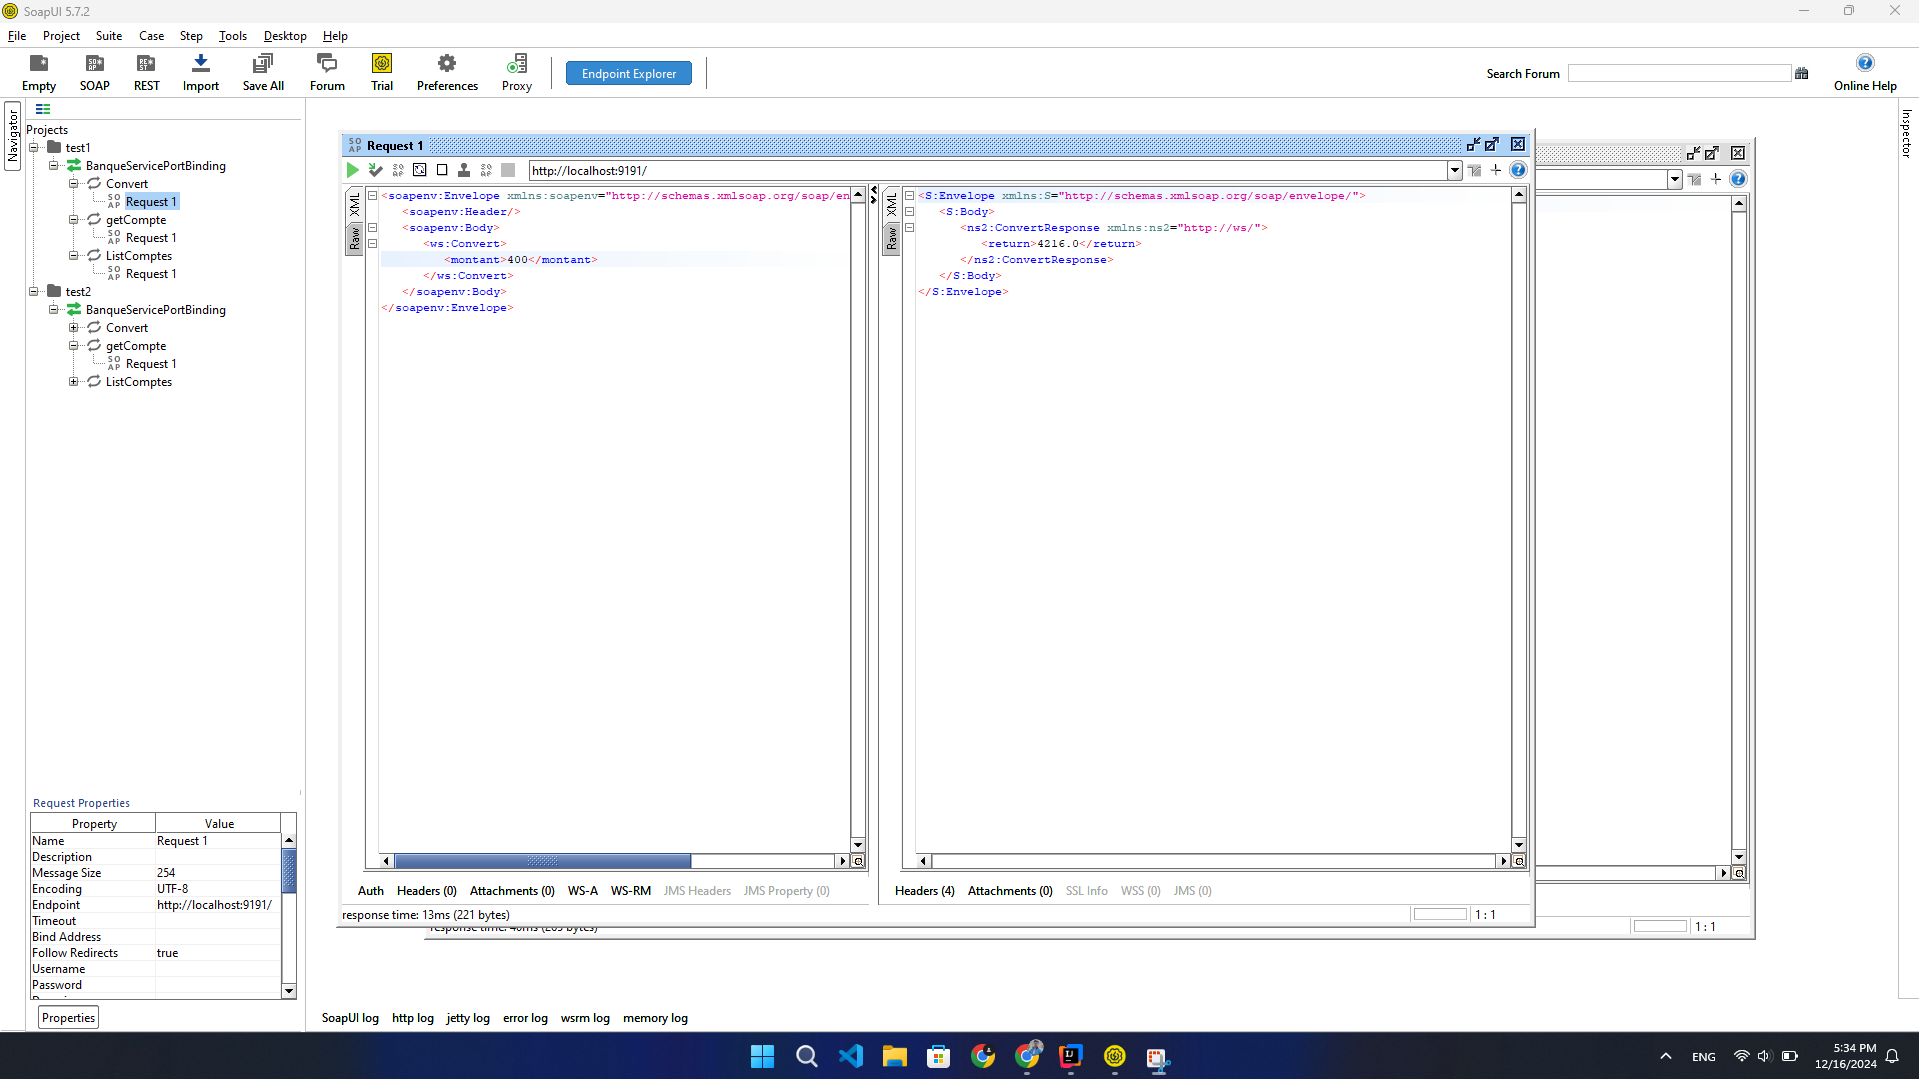 SoapUI 5.7.2
File Project Suite Case Step Tools Desktop Help
Empty SOAP REST Import Save All Forum Trial Preferences Proxy Endpoint Explorer Search Forum Online Help
Navigator
Inspector
Projects
test1
BanqueServicePortBinding
Convert
Request 1
getCompte
Request 1
ListComptes
Request 1
test2
BanqueServicePortBinding
Convert
getCompte
Request 1
ListComptes
Request 1
http://localhost:9191/
XML
Raw
<soapenv:Envelope xmlns:soapenv="http://schemas.xmlsoap.org/soap/en
<soapenv:Header/>
<soapenv:Body>
<ws:Convert>
<montant>400</montant>
</ws:Convert>
</soapenv:Body>
</soapenv:Envelope>
XML
Raw
<S:Envelope xmlns:S="http://schemas.xmlsoap.org/soap/envelope/">
<S:Body>
<ns2:ConvertResponse xmlns:ns2="http://ws/">
<return>4216.0</return>
</ns2:ConvertResponse>
</S:Body>
</S:Envelope>
Auth Headers (0) Attachments (0) WS-A WS-RM JMS Headers JMS Property (0)
Headers (4) Attachments (0) SSL Info WSS (0) JMS (0)
response time: 13ms (221 bytes)
1 : 1
1 : 1
Request Properties
Property Value
Name Request 1
Description
Message Size 254
Encoding UTF-8
Endpoint http://localhost:9191/
Timeout
Bind Address
Follow Redirects true
Username
Password
Properties
SoapUI log http log jetty log error log wsrm log memory log
ENG
5:34 PM
12/16/2024